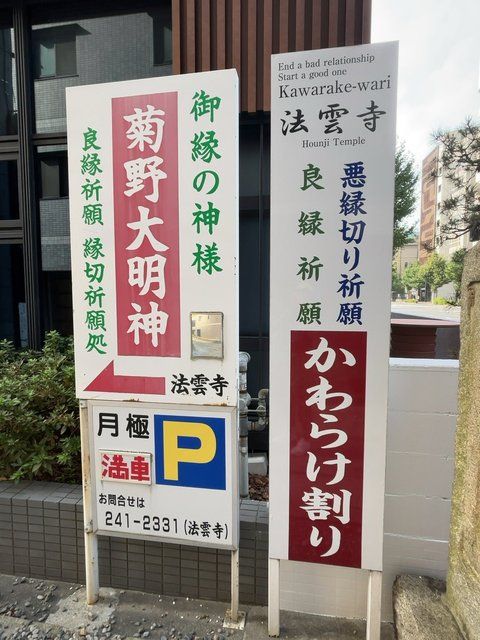 御縁の神様
菊野大明神
良縁祈願 縁切祈願処
法雲寺
月極
P
満車
お問合せは
241-2331(法雲寺)
End a bad relationship
Start a good one
Kawarake-wari
法雲寺
Hounji Temple
悪縁切り祈願
良縁祈願
かわらけ割り